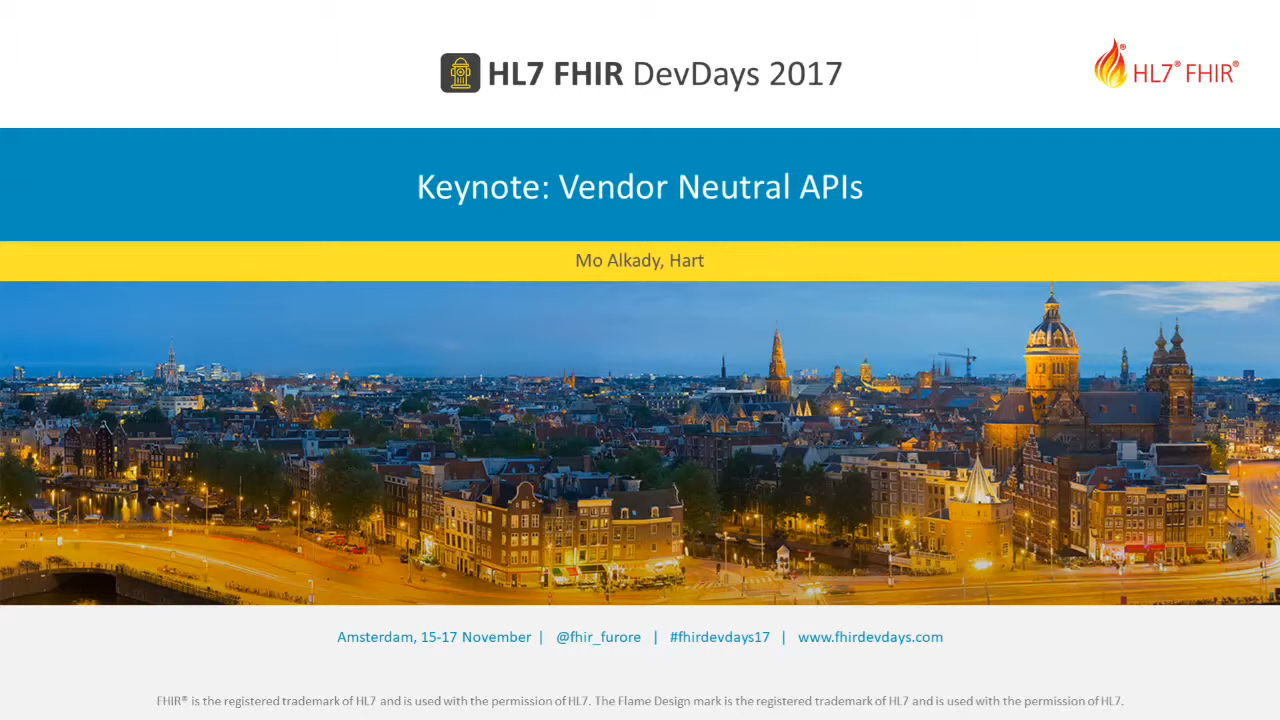 HL7 FHIR DevDays 2017
HL7® FHIR®
Keynote: Vendor Neutral APIs
Mo Alkady, Hart
Amsterdam, 15-17 November | @fhir_furore | #fhirdevdays17 | www.fhirdevdays.com
FHIR® is the registered trademark of HL7 and is used with the permission of HL7. The Flame Design mark is the registered trademark of HL7 and is used with the permission of HL7.